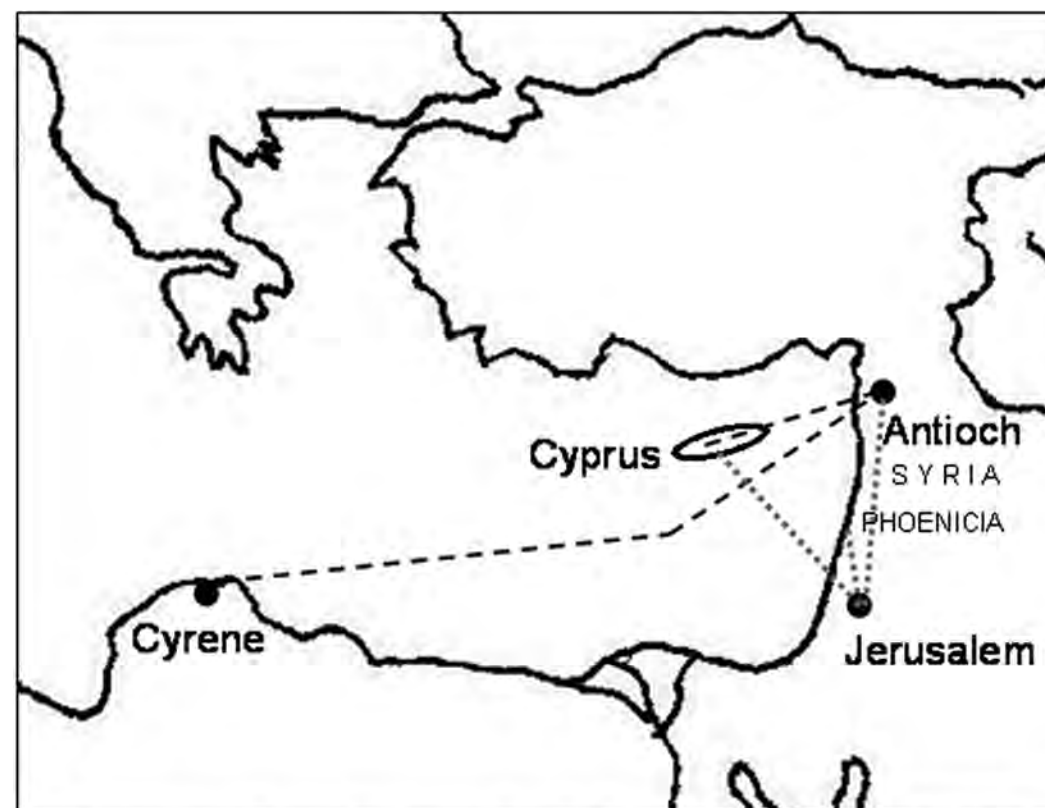 Antioch
Cyprus
SYRIA
PHOENICIA
Cyrene
Jerusalem